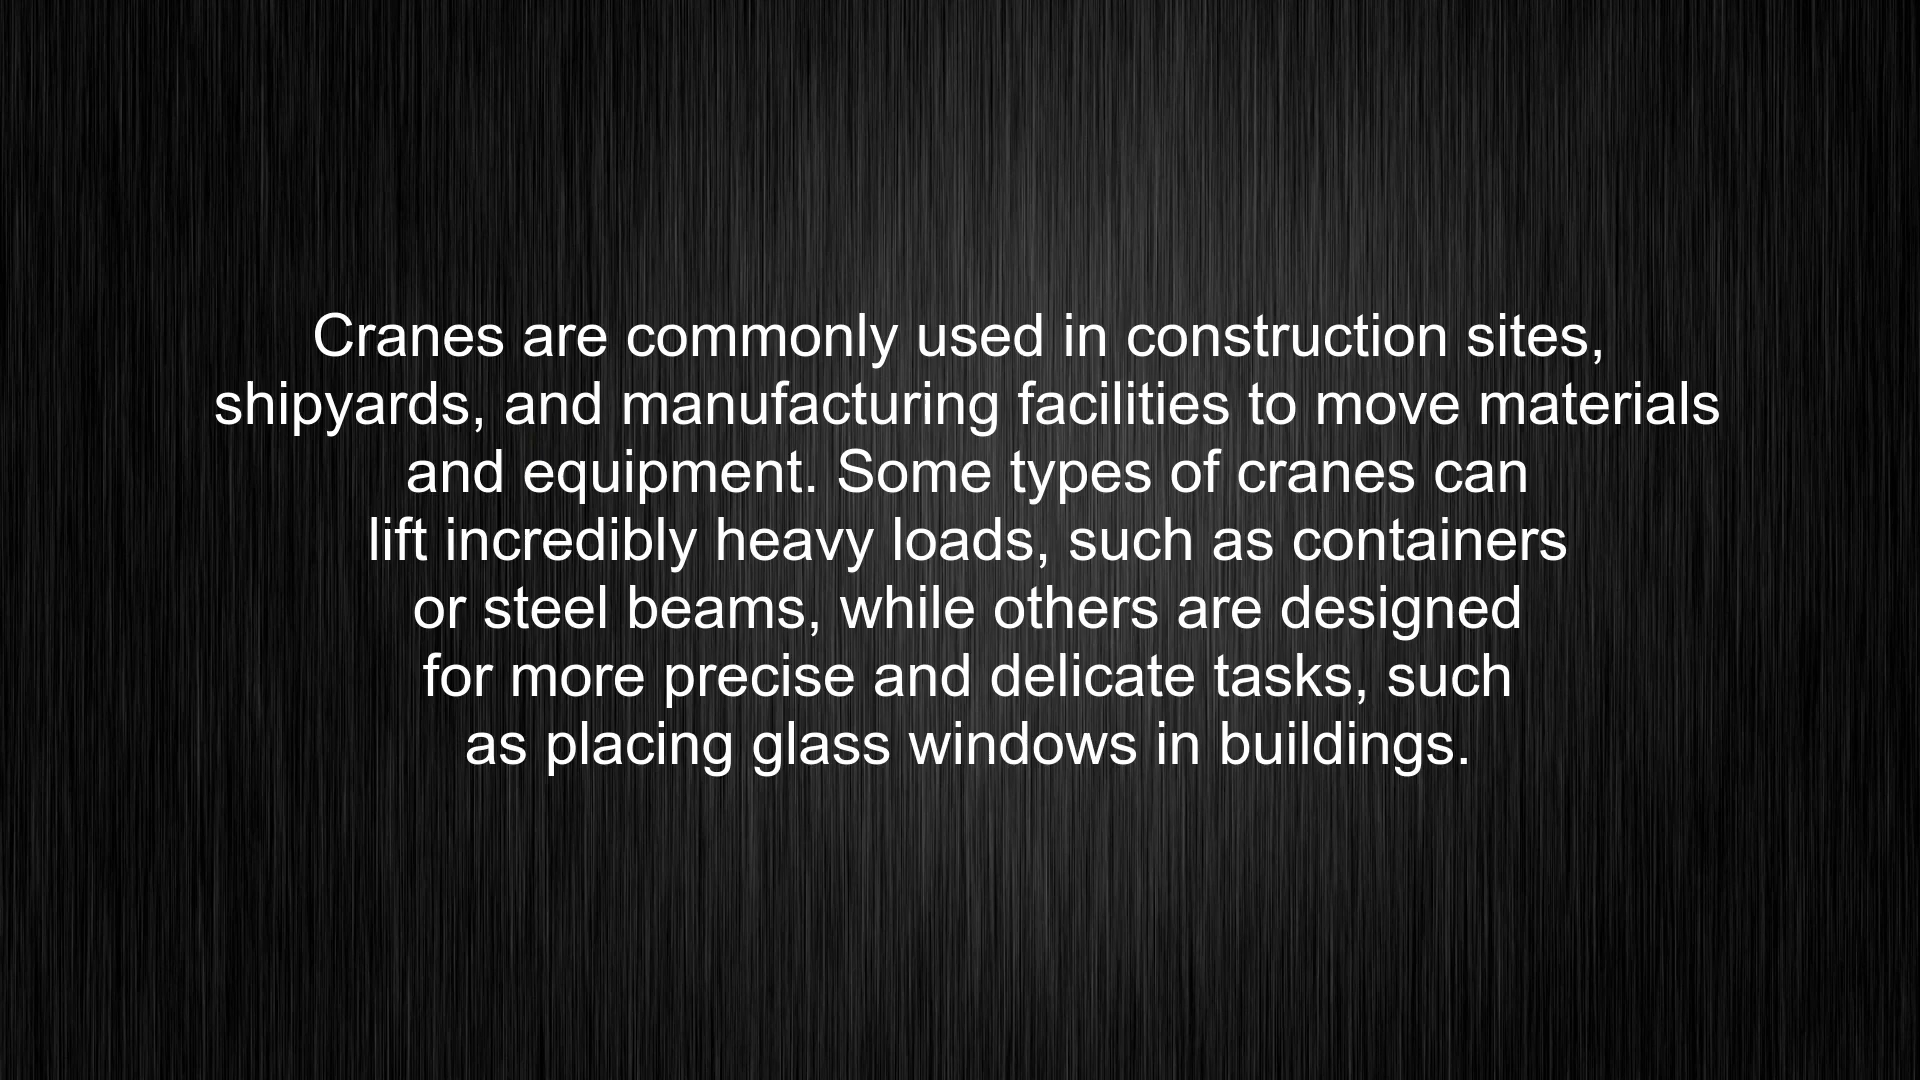 Cranes are commonly used in construction sites,
shipyards, and manufacturing facilities to move materials
and equipment. Some types of cranes can
lift incredibly heavy loads, such as containers
or steel beams, while others are designed
for more precise and delicate tasks, such
as placing glass windows in buildings.